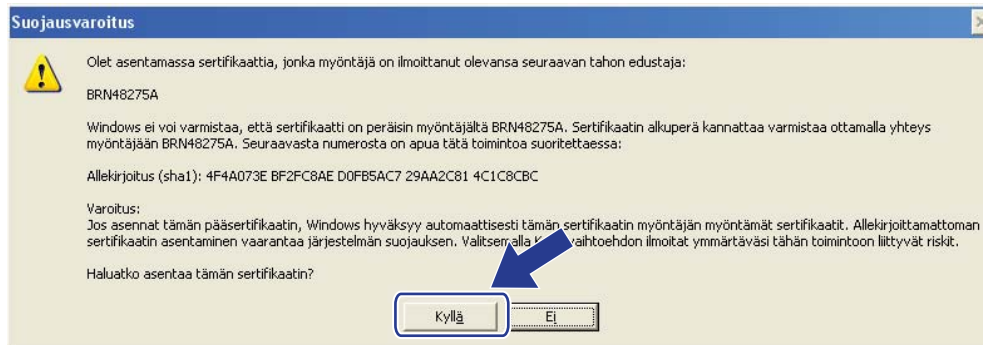 Suojausvaroitus
Olet asentamassa sertifikaattia, jonka myöntäjä on ilmoittanut olevansa seuraavan tahon edustaja:
BRN48275A
Windows ei voi varmistaa, että sertifikaatti on peräisin myöntäjältä BRN48275A. Sertifikaatin alkuperä kannattaa varmistaa ottamalla yhteys
myöntäjään BRN48275A. Seuraavasta numerosta on apua tätä toimintoa suoritettaessa:
Allekirjoitus (sha1): 4F4A073E BF2FC8AE D0FB5AC7 29AA2C81 4C1C8CBC
Varoitus:
Jos asennat tämän pääsertifikaatin, Windows hyväksyy automaattisesti tämän sertifikaatin myöntäjän myöntämät sertifikaatit. Allekirjoittamattoman
sertifikaatin asentaminen vaarantaa järjestelmän suojauksen. Valitsemalla vaihtoehdon ilmoitat ymmärtäväsi tähän toimintoon liittyvät riskit.
Haluatko asentaa tämän sertifikaatin?
Kyllä Ei